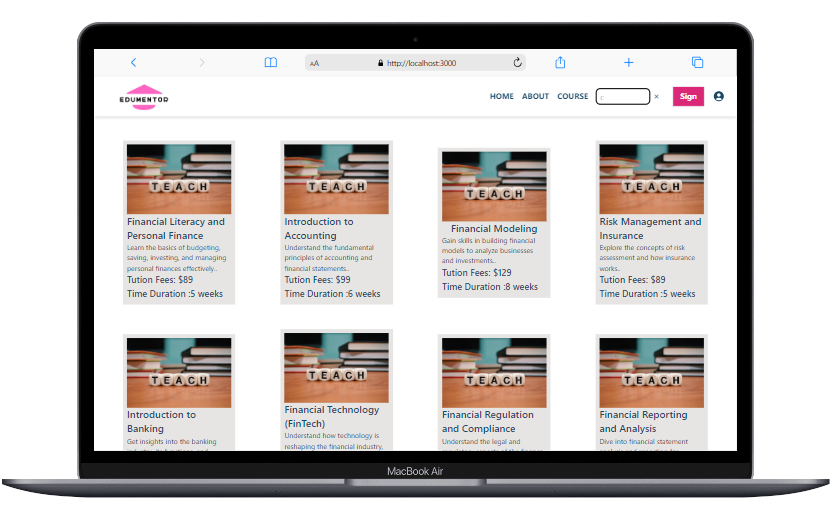 AA
http://localhost:3000
EDUMENTOR
HOME ABOUT COURSE
Sign
TEACH
Financial Literacy and
Personal Finance
Learn the basics of budgeting,
saving, investing, and managing
personal finances effectively..
Tution Fees: $89
Time Duration :5 weeks
TEACH
Introduction to
Accounting
Understand the fundamental
principles of accounting and
financial statements..
Tution Fees: $99
Time Duration :6 weeks
TEACH
Financial Modeling
Gain skills in building financial
models to analyze businesses
and investments..
Tution Fees: $129
Time Duration :8 weeks
TEACH
Risk Management and
Insurance
Explore the concepts of risk
assessment and how insurance
works..
Tution Fees: $89
Time Duration :5 weeks
TEACH
Introduction to
Banking
Get insights into the banking
TEACH
Financial Technology
(FinTech)
Understand how technology is
reshaping the financial industry,
TEACH
Financial Regulation
and Compliance
Understand the legal and
TEACH
Financial Reporting
and Analysis
Dive into financial statement
MacBook Air